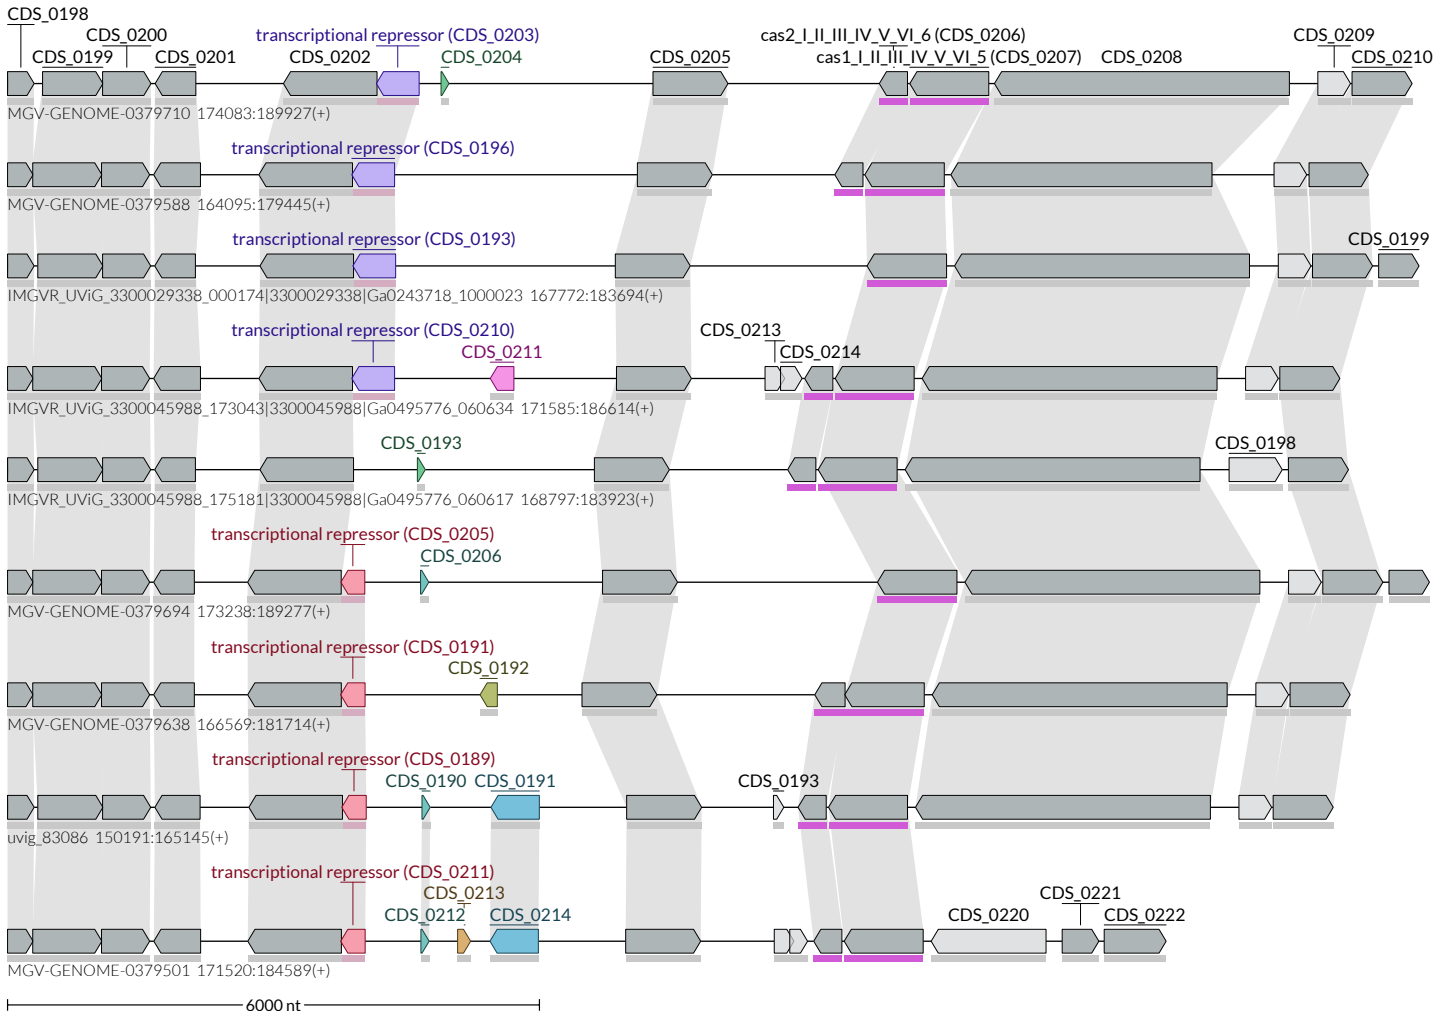 CDS_0198
CDS_0200 transcriptional repressor (CDS_0203) cas2_I_II_III_IV_V_VI_6 (CDS_0206) CDS_0209
CDS_0199 CDS_0201 CDS_0202 CDS_0204 CDS_0205 cas1_I_II_III_IV_V_VI_5 (CDS_0207) CDS_0208 CDS_0210
MGV-GENOME-0379710 174083:189927(+)
transcriptional repressor (CDS_0196)
MGV-GENOME-0379588 164095:179445(+)
transcriptional repressor (CDS_0193) CDS_0199
IMGVR_UViG_3300029338_000174|3300029338|Ga0243718_1000023 167772:183694(+)
transcriptional repressor (CDS_0210) CDS_0213
CDS_0211 CDS_0214
IMGVR_UViG_3300045988_173043|3300045988|Ga0495776_060634 171585:186614(+)
CDS_0193 CDS_0198
IMGVR_UViG_3300045988_175181|3300045988|Ga0495776_060617 168797:183923(+)
transcriptional repressor (CDS_0205)
CDS_0206
MGV-GENOME-0379694 173238:189277(+)
transcriptional repressor (CDS_0191)
CDS_0192
MGV-GENOME-0379638 166569:181714(+)
transcriptional repressor (CDS_0189)
CDS_0190 CDS_0191 CDS_0193
uvig_83086 150191:165145(+)
transcriptional repressor (CDS_0211)
CDS_0213 CDS_0221
CDS_0212 CDS_0214 CDS_0220 CDS_0222
MGV-GENOME-0379501 171520:184589(+)
6000 nt